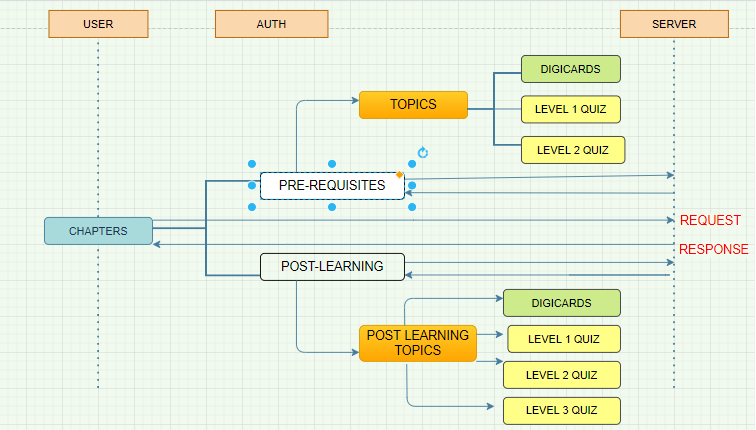 USER
AUTH
SERVER
DIGICARDS
TOPICS
LEVEL 1 QUIZ
LEVEL 2 QUIZ
PRE-REQUISITES
REQUEST
CHAPTERS
RESPONSE
POST-LEARNING
DIGICARDS
POST LEARNING
TOPICS
LEVEL 1 QUIZ
LEVEL 2 QUIZ
LEVEL 3 QUIZ